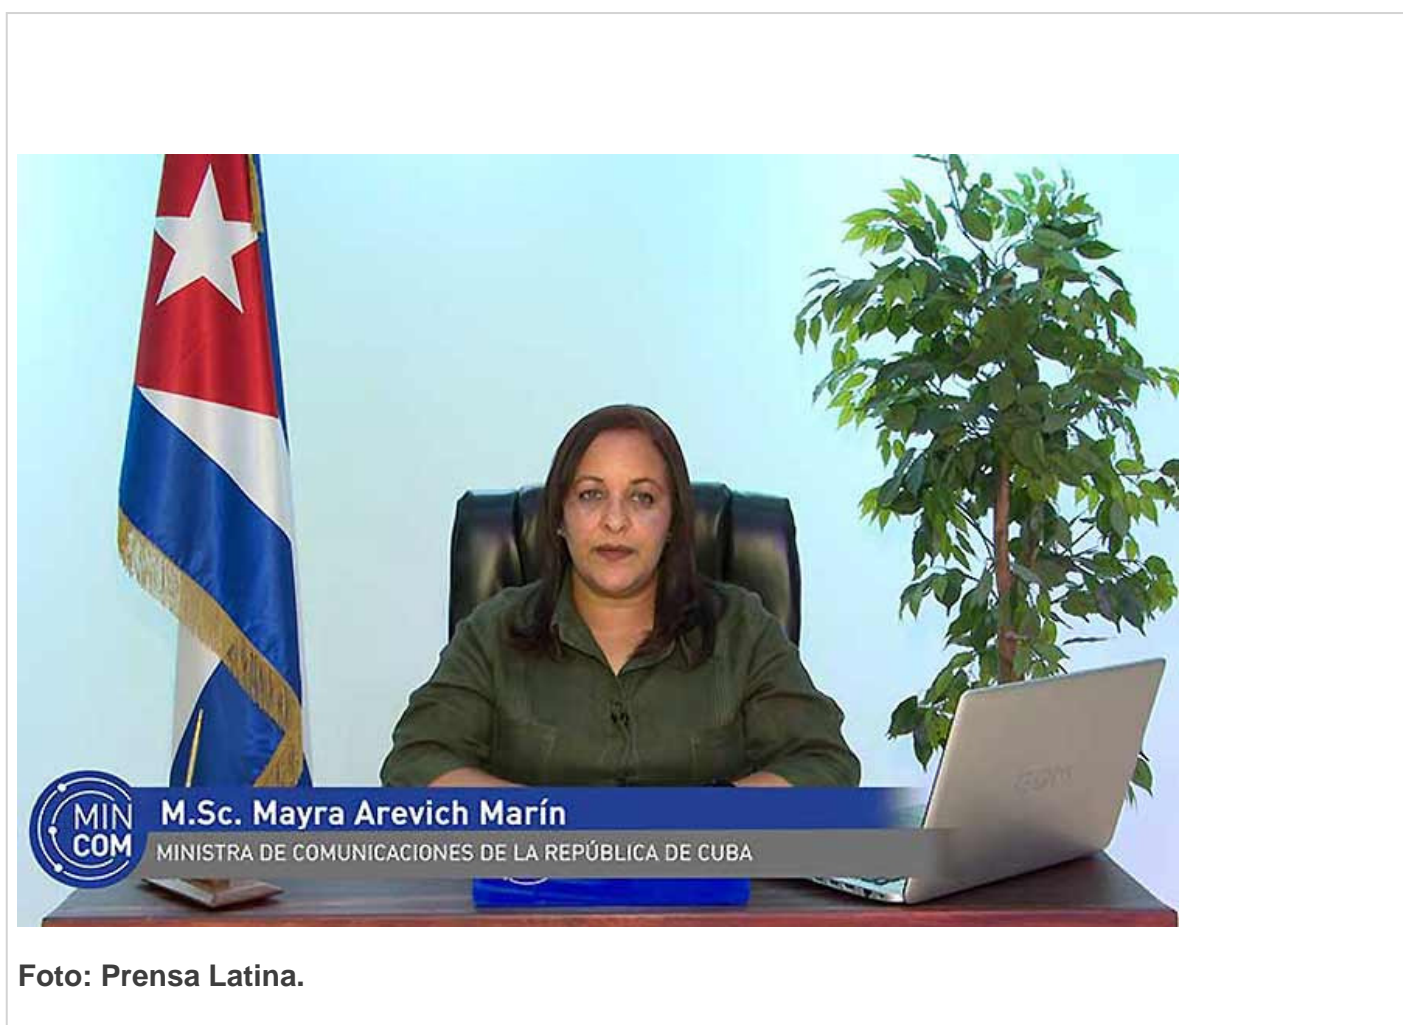 MIN
COM
M.Sc. Mayra Arevich Marín
MINISTRA DE COMUNICACIONES DE LA REPÚBLICA DE CUBA
Foto: Prensa Latina.